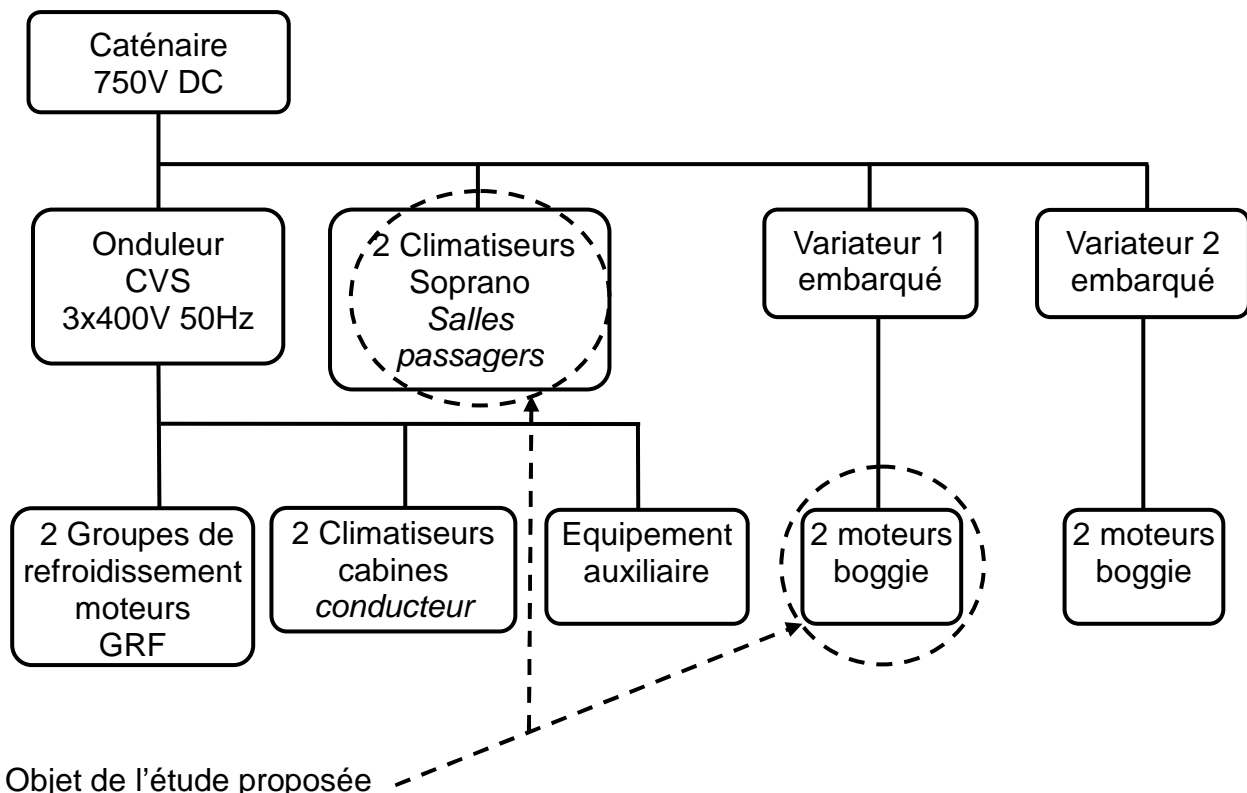 Caténaire
750V DC
Onduleur
CVS
3x400V 50Hz
2 Climatiseurs
Soprano
Salles
passagers
Variateur 1
embarqué
Variateur 2
embarqué
2 Groupes de
refroidissement
moteurs
GRF
2 Climatiseurs
cabines
conducteur
Equipement
auxiliaire
2 moteurs
boggie
2 moteurs
boggie
Objet de l'étude proposée